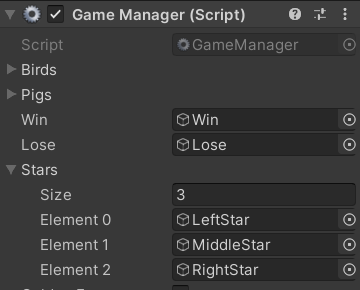 Game Manager (Script)
Script GameManager
Birds
Pigs
Win Win
Lose Lose
Stars
Size 3
Element 0 LeftStar
Element 1 MiddleStar
Element 2 RightStar